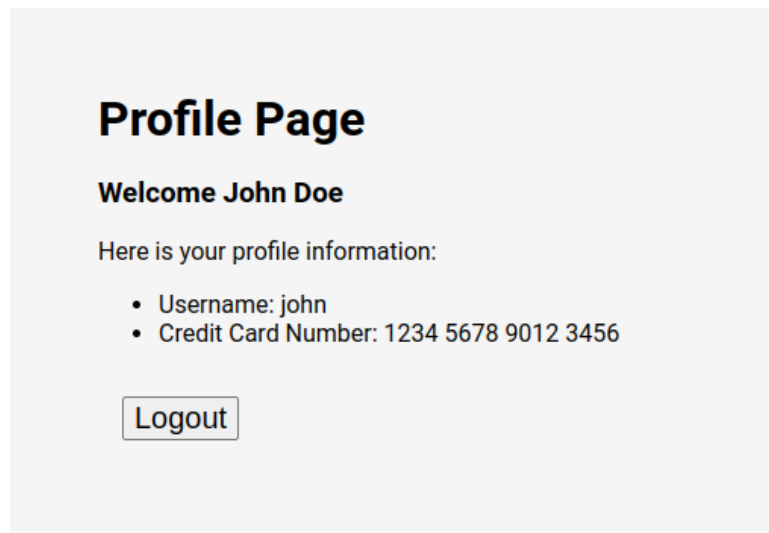 Profile Page
Welcome John Doe
Here is your profile information:
• Username: john
• Credit Card Number: 1234 5678 9012 3456
Logout